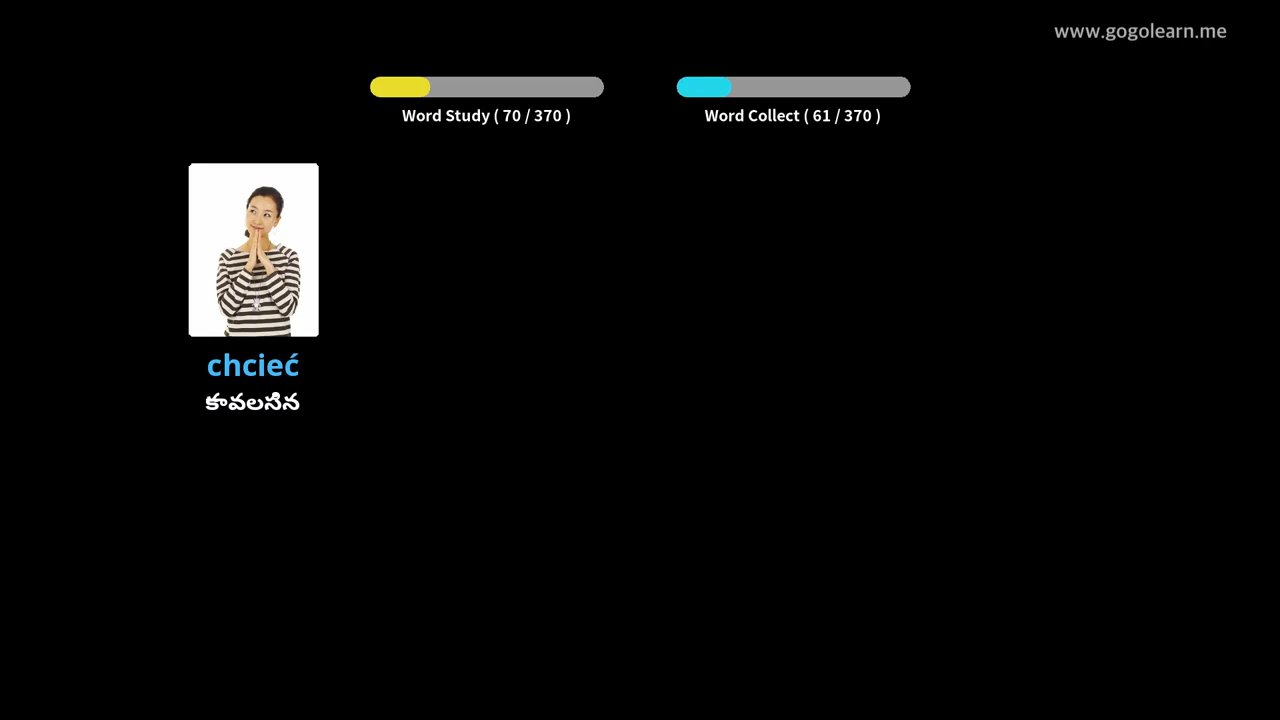 www.gogolearn.me
Word Study ( 70 / 370 )
Word Collect ( 61 / 370 )
chcieć
కావలసిన